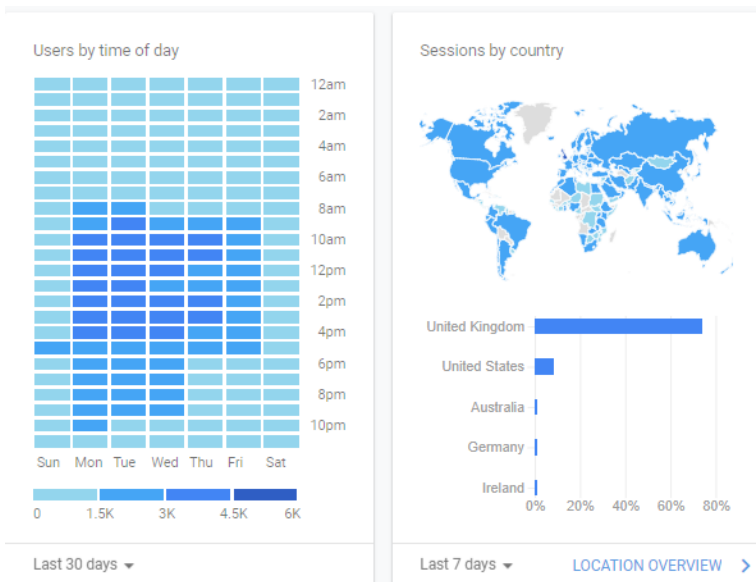 Users by time of day
12am
2am
4am
6am
8am
10am
12pm
2pm
4pm
6pm
8pm
10pm
Sun Mon Tue Wed Thu Fri Sat
0 1.5K 3K 4.5K 6K
Last 30 days
Sessions by country
United Kingdom
United States
Australia
Germany
Ireland
0% 20% 40% 60% 80%
Last 7 days LOCATION OVERVIEW